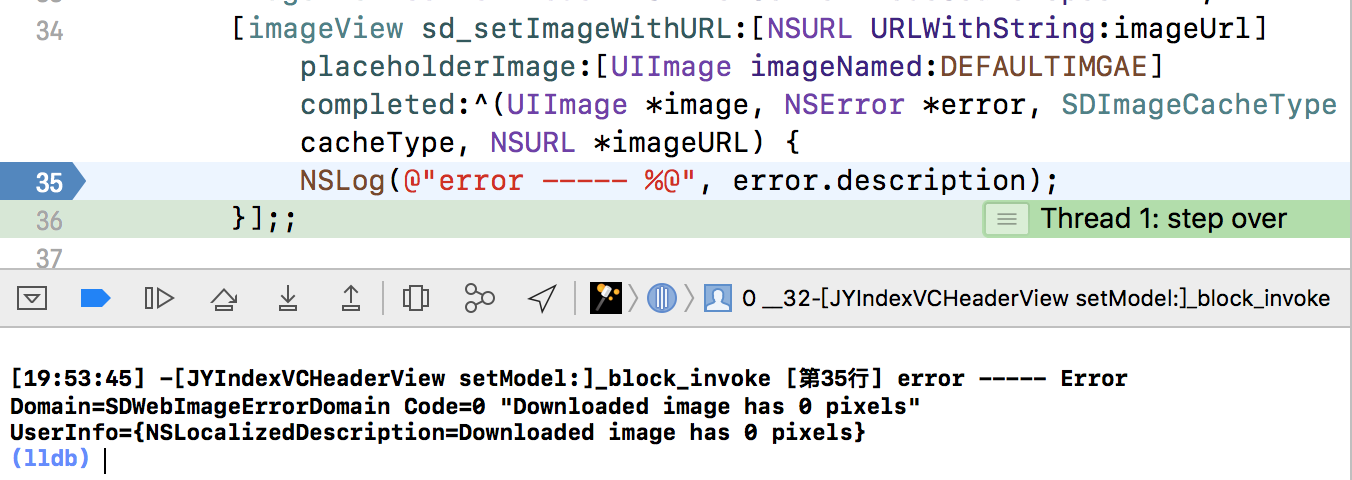 34 [imageView sd_setImageWithURL:[NSURL URLWithString:imageUrl]
placeholderImage:[UIImage imageNamed:DEFAULTIMGAE]
completed:^(UIImage *image, NSError *error, SDImageCacheType
cacheType, NSURL *imageURL) {
35 NSLog(@"error ----- %@", error.description);
36 }];; Thread 1: step over
37
0 __32-[JYIndexVCHeaderView setModel:]_block_invoke
[19:53:45] -[JYIndexVCHeaderView setModel:]_block_invoke [第35行] error ----- Error
Domain=SDWebImageErrorDomain Code=0 "Downloaded image has 0 pixels"
UserInfo={NSLocalizedDescription=Downloaded image has 0 pixels}
(lldb)